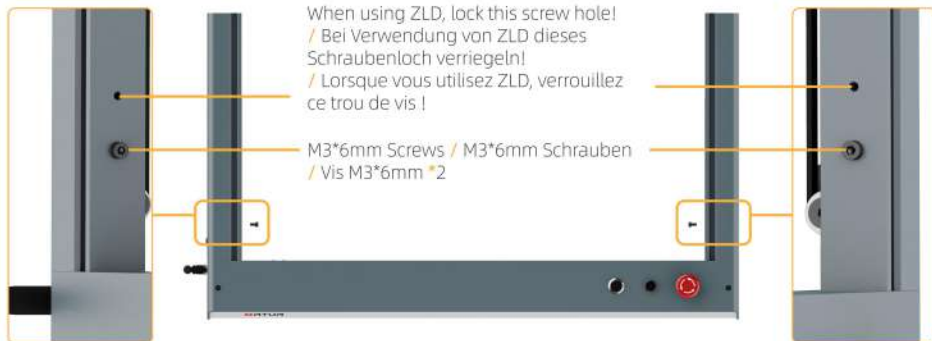 When using ZLD, lock this screw hole!
/ Bei Verwendung von ZLD dieses
Schraubenloch verriegeln!
/ Lorsque vous utilisez ZLD, verrouillez
ce trou de vis !
M3*6mm Screws / M3*6mm Schrauben
/ Vis M3*6mm *2